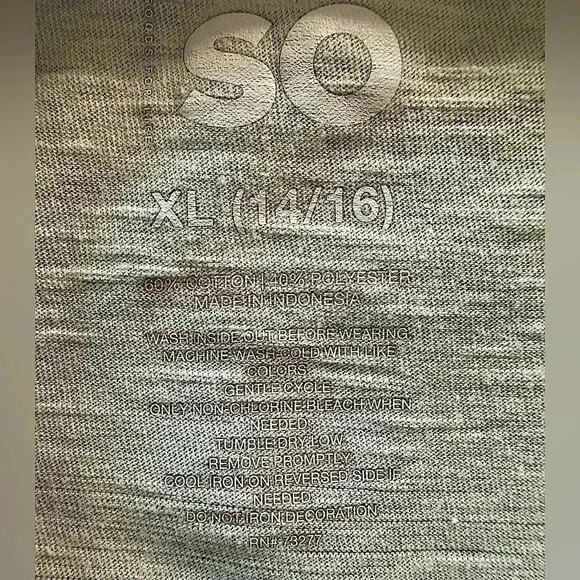 SO
XL (14/16)
60% COTTON | 40% POLYESTER
MADE IN INDONESIA
WASH INSIDE OUT BEFORE WEARING.
MACHINE WASH COLD WITH LIKE
COLORS
GENTLE CYCLE
ONLY NON-CHLORINE BLEACH WHEN
NEEDED
TUMBLE DRY LOW
REMOVE PROMPTLY
COOL IRON ON REVERSED SIDE IF
NEEDED
DO NOT IRON DECORATION
RN# 73277